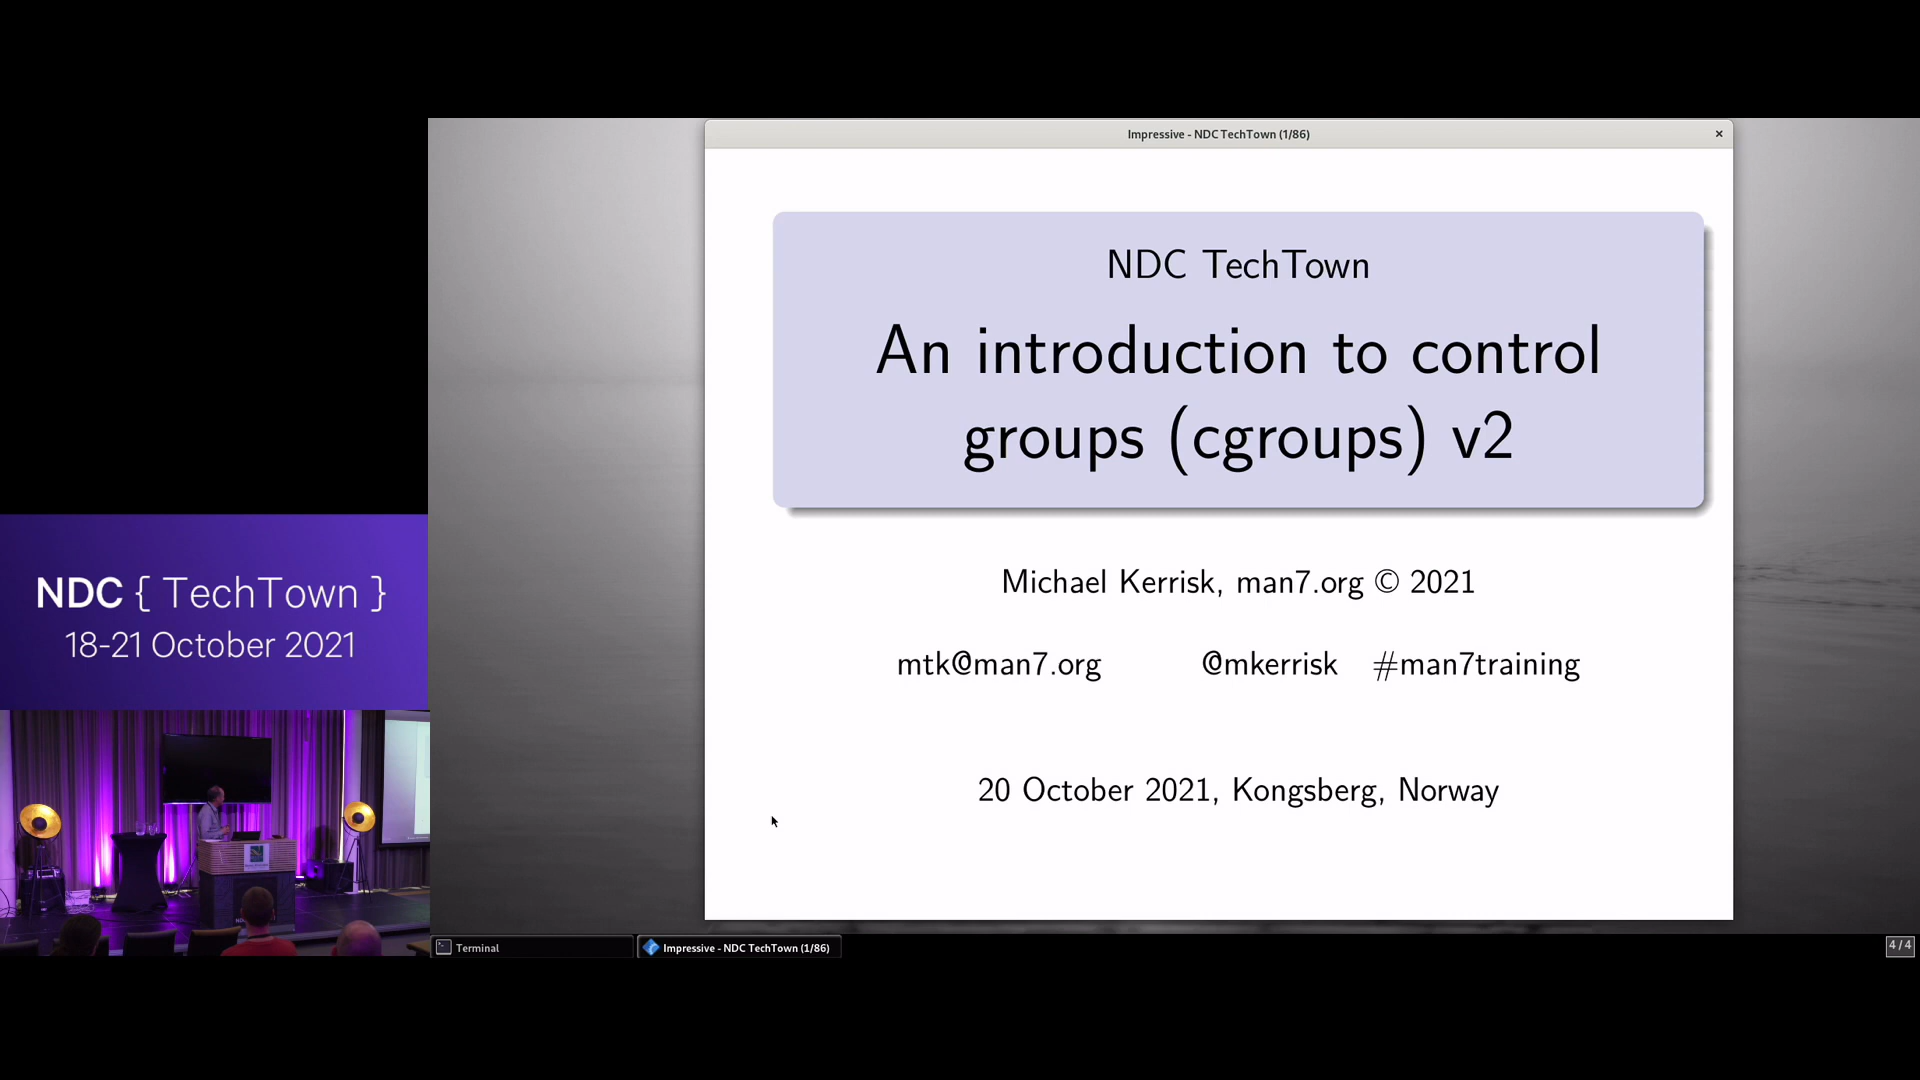 Impressive - NDC TechTown (1/86)
NDC TechTown
An introduction to control
groups (cgroups) v2
Michael Kerrisk, man7.org © 2021
mtk@man7.org @mkerrisk #man7training
20 October 2021, Kongsberg, Norway
NDC { TechTown }
18-21 October 2021
Terminal
Impressive - NDC TechTown (1/86)
4 / 4